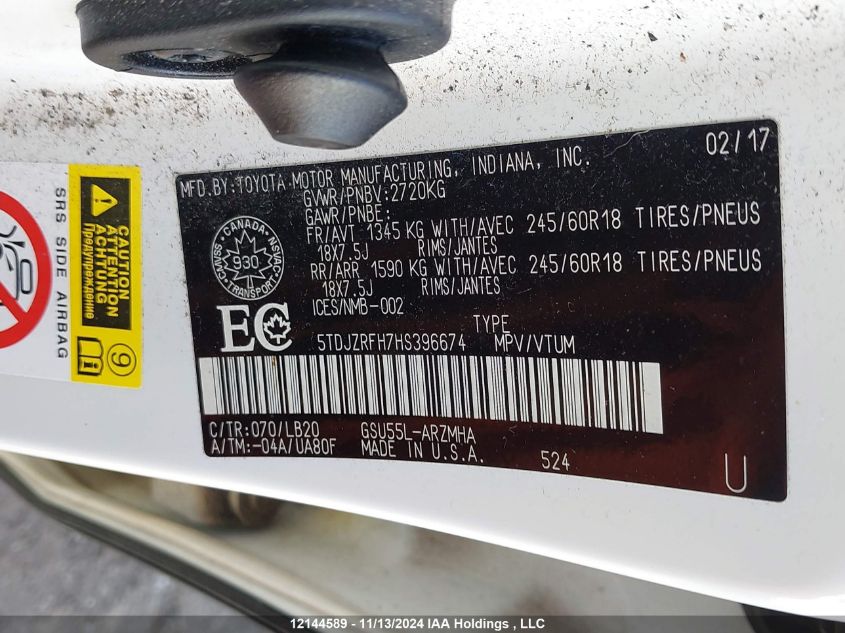 MFD.BY:TOYOTA MOTOR MANUFACTURING, INDIANA, INC. 02/17
GVWR/PNBV:2720KG
GAWR/PNBE:
FR/AVT 1345 KG WITH/AVEC 245/60R18 TIRES/PNEUS
18X7.5J RIMS/JANTES
RR/ARR 1590 KG WITH/AVEC 245/60R18 TIRES/PNEUS
18X7.5J RIMS/JANTES
ICES/NMB-002
CANADA
CMVSS NSVAC
930
TRANSPORT
EC
TYPE
5TDJZRFH7HS396674 MPV/VTUM
C/TR:070/LB20 GSU55L-ARZMHA
A/TM:-04A/UA80F MADE IN U.S.A. 524
U
CAUTION
ATTENTION
ACHTUNG
Предупреждение
9
SRS SIDE AIRBAG
12144589 - 11/13/2024 IAA Holdings , LLC